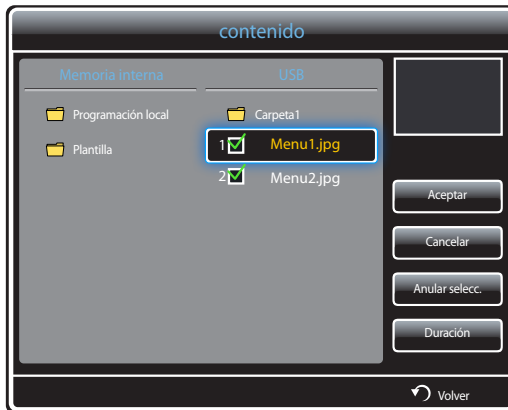 contenido
Memoria interna
USB
Programación local
Plantilla
Carpeta1
1 Menu1.jpg
2 Menu2.jpg
Aceptar
Cancelar
Anular selecc.
Duración
Volver